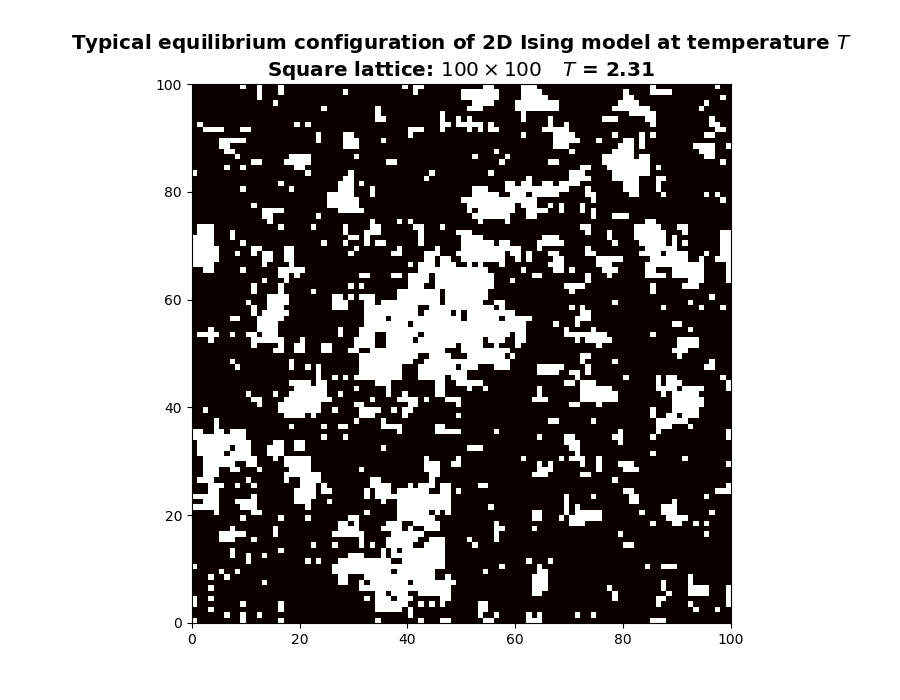 Typical equilibrium configuration of 2D Ising model at temperature T
Square lattice: 100 × 100 T = 2.31
100
80
60
40
20
0
0 20 40 60 80 100